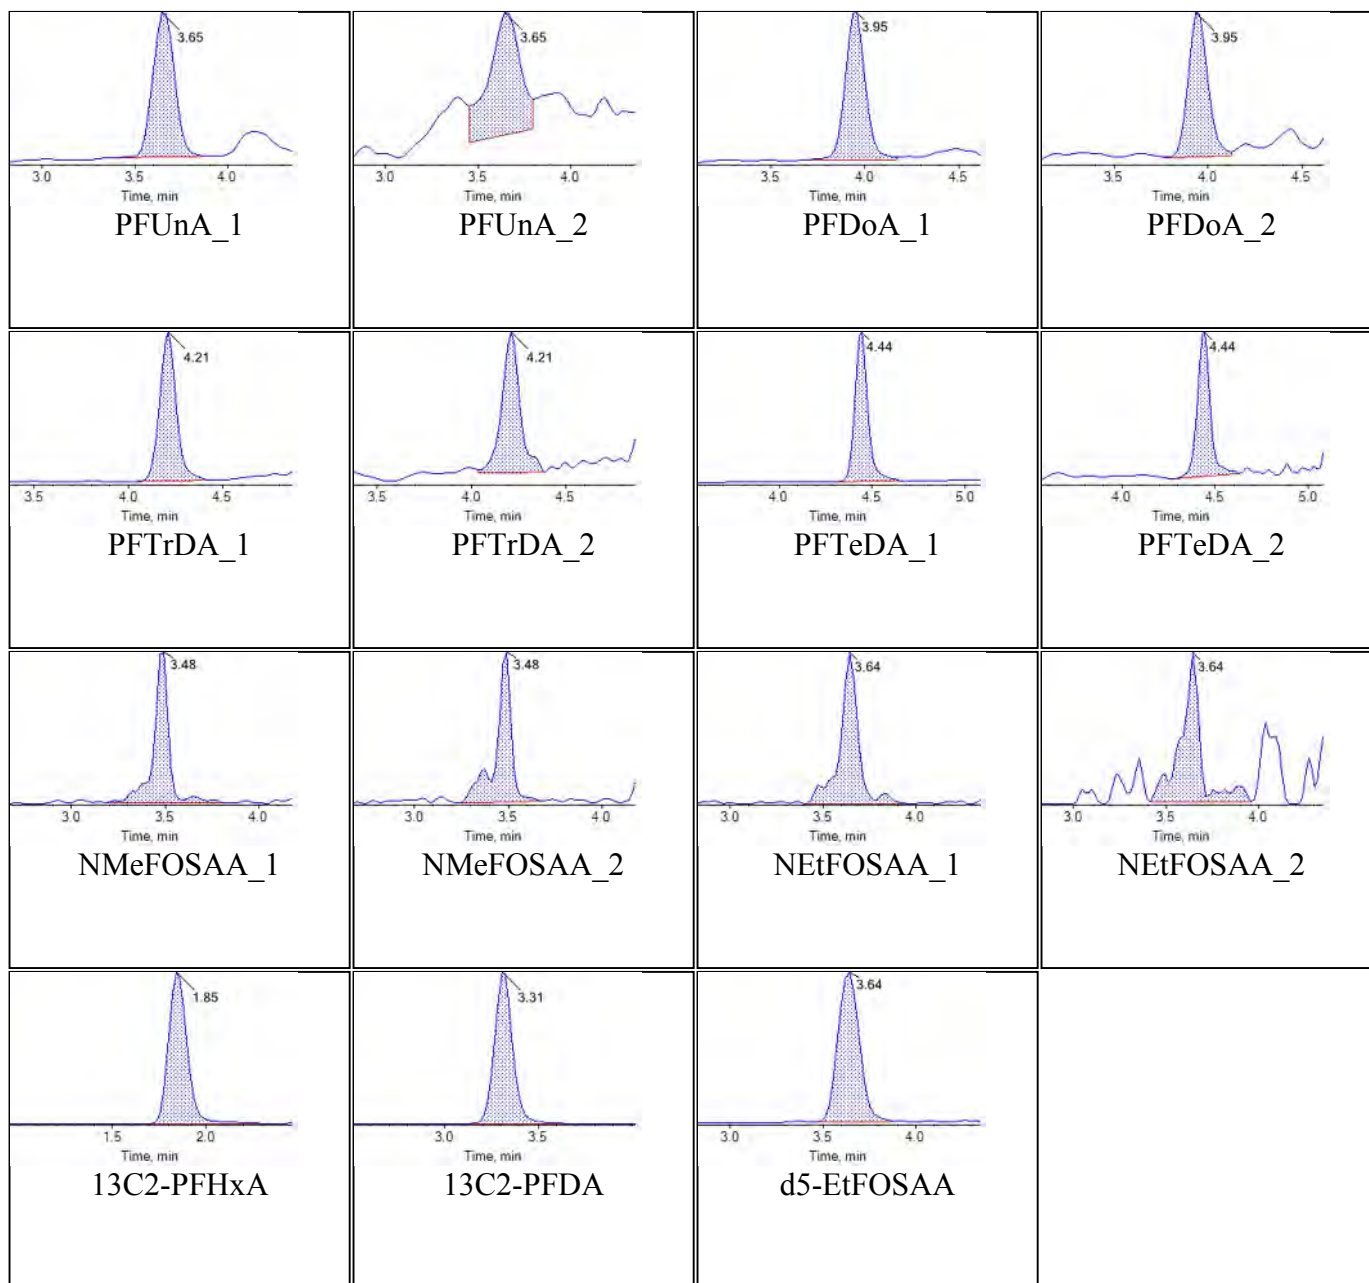 3.65
3.0 3.5 4.0
Time, min
PFUnA_1
3.65
3.0 3.5 4.0
Time, min
PFUnA_2
3.95
3.5 4.0 4.5
Time, min
PFDoA_1
3.95
3.5 4.0 4.5
Time, min
PFDoA_2
4.21
3.5 4.0 4.5
Time, min
PFTrDA_1
4.21
3.5 4.0 4.5
Time, min
PFTrDA_2
4.44
4.0 4.5 5.0
Time, min
PFTeDA_1
4.44
4.0 4.5 5.0
Time, min
PFTeDA_2
3.48
3.0 3.5 4.0
Time, min
NMeFOSAA_1
3.48
3.0 3.5 4.0
Time, min
NMeFOSAA_2
3.64
3.0 3.5 4.0
Time, min
NEtFOSAA_1
3.64
3.0 3.5 4.0
Time, min
NEtFOSAA_2
1.85
1.5 2.0
Time, min
13C2-PFHxA
3.31
3.0 3.5
Time, min
13C2-PFDA
3.64
3.0 3.5 4.0
Time, min
d5-EtFOSAA